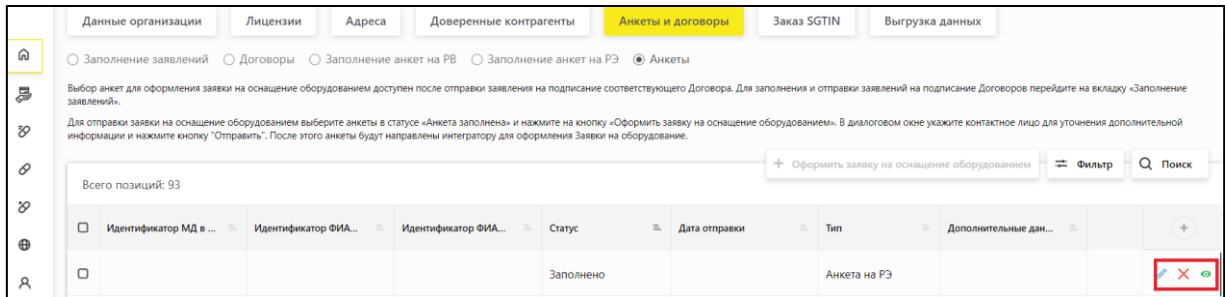 Данные организации Лицензии Адреса Доверенные контрагенты Анкеты и договоры Заказ SGTIN Выгрузка данных
Заполнение заявлений Договоры Заполнение анкет на РВ Заполнение анкет на РЭ Анкеты
Выбор анкет для оформления заявки на оснащение оборудованием доступен после отправки заявления на подписание соответствующего Договора. Для заполнения и отправки заявлений на подписание Договоров перейдите на вкладку «Заполнение
заявлений».
Для отправки заявки на оснащение оборудованием выберите анкеты в статусе «Анкета заполнена» и нажмите на кнопку «Оформить заявку на оснащение оборудованием». В диалоговом окне укажите контактное лицо для уточнения дополнительной
информации и нажмите кнопку "Отправить". После этого анкеты будут направлены интегратору для оформления Заявки на оборудование.
+ Оформить заявку на оснащение оборудованием Фильтр Поиск
Всего позиций: 93
Идентификатор МД в ... Идентификатор ФИА... Идентификатор ФИА... Статус Дата отправки Тип Дополнительные дан... +
Заполнено Анкета на РЭ